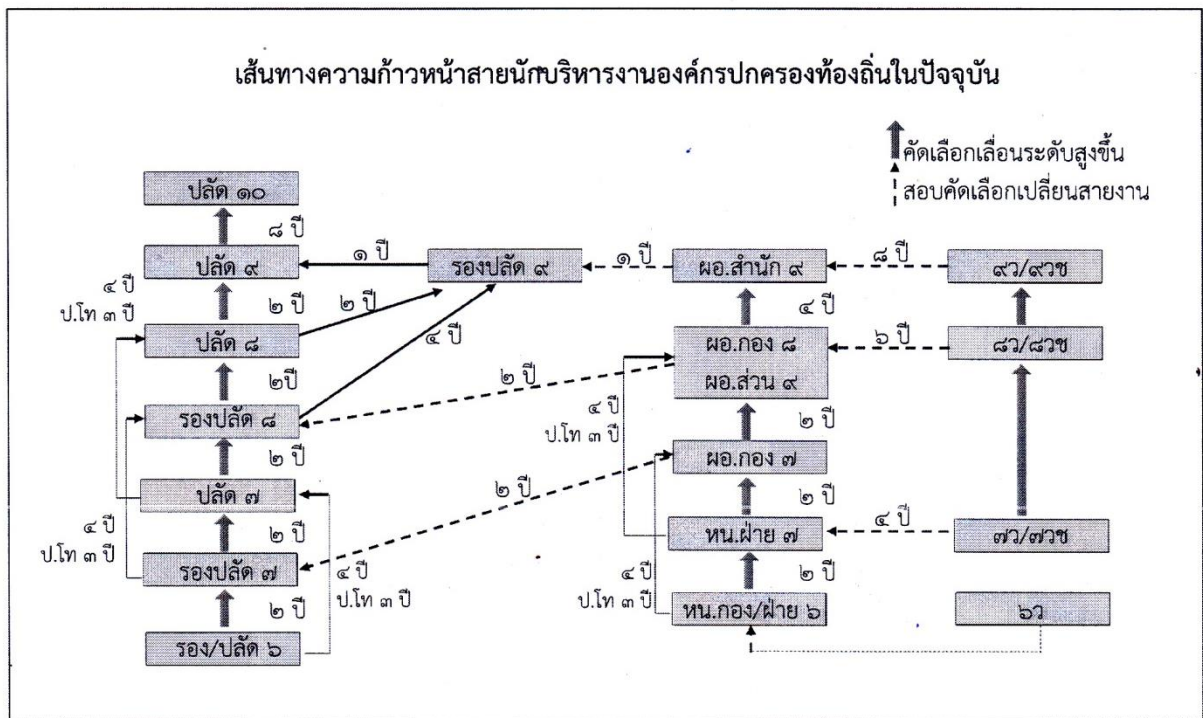 เส้นทางความก้าวหน้าสายนักบริหารงานองค์กรปกครองท้องถิ่นในปัจจุบัน
คัดเลือกเลื่อนระดับสูงขึ้น
สอบคัดเลือกเปลี่ยนสายงาน
ปลัด ๑๐
๘ ปี
ปลัด ๙
๑ ปี
รองปลัด ๙
๑ ปี
ผอ.สำนัก ๙
๘ ปี
๙ว/๙วช
๔ ปี
ป.โท ๓ ปี
๒ ปี
๒ ปี
๔ ปี
๔ ปี
ปลัด ๘
ผอ.กอง ๘
ผอ.ส่วน ๙
๖ ปี
๘ว/๘วช
๒ปี
๒ ปี
๔ ปี
ป.โท ๓ ปี
รองปลัด ๘
๒ ปี
๒ ปี
ผอ.กอง ๗
๒ ปี
ปลัด ๗
๒ ปี
๔ ปี
ป.โท ๓ ปี
๒ ปี
หน.ฝ่าย ๗
๔ ปี
๗ว/๗วช
รองปลัด ๗
๔ ปี
ป.โท ๓ ปี
๔ ปี
ป.โท ๓ ปี
๒ ปี
๒ ปี
รอง/ปลัด ๖
หน.กอง/ฝ่าย ๖
๖ว